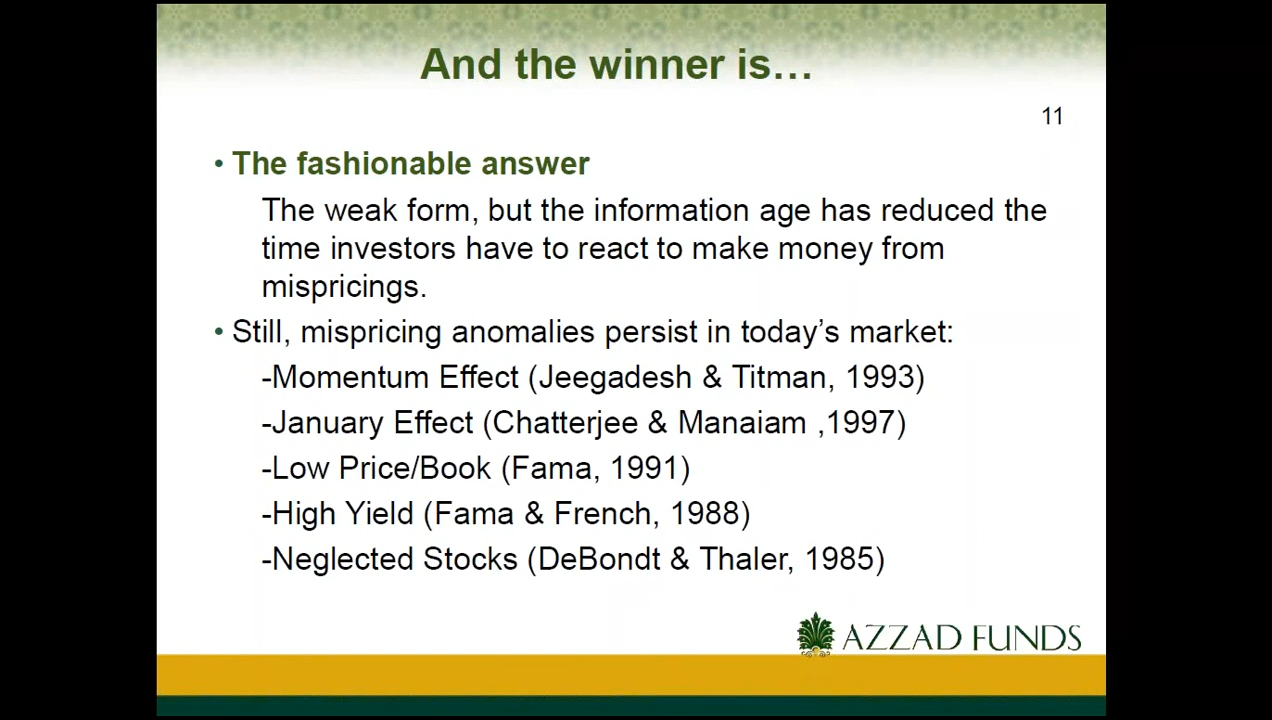 And the winner is…
11
• The fashionable answer
The weak form, but the information age has reduced the
time investors have to react to make money from
mispricings.
• Still, mispricing anomalies persist in today’s market:
-Momentum Effect (Jeegadesh & Titman, 1993)
-January Effect (Chatterjee & Manaiam ,1997)
-Low Price/Book (Fama, 1991)
-High Yield (Fama & French, 1988)
-Neglected Stocks (DeBondt & Thaler, 1985)
AZZAD FUNDS